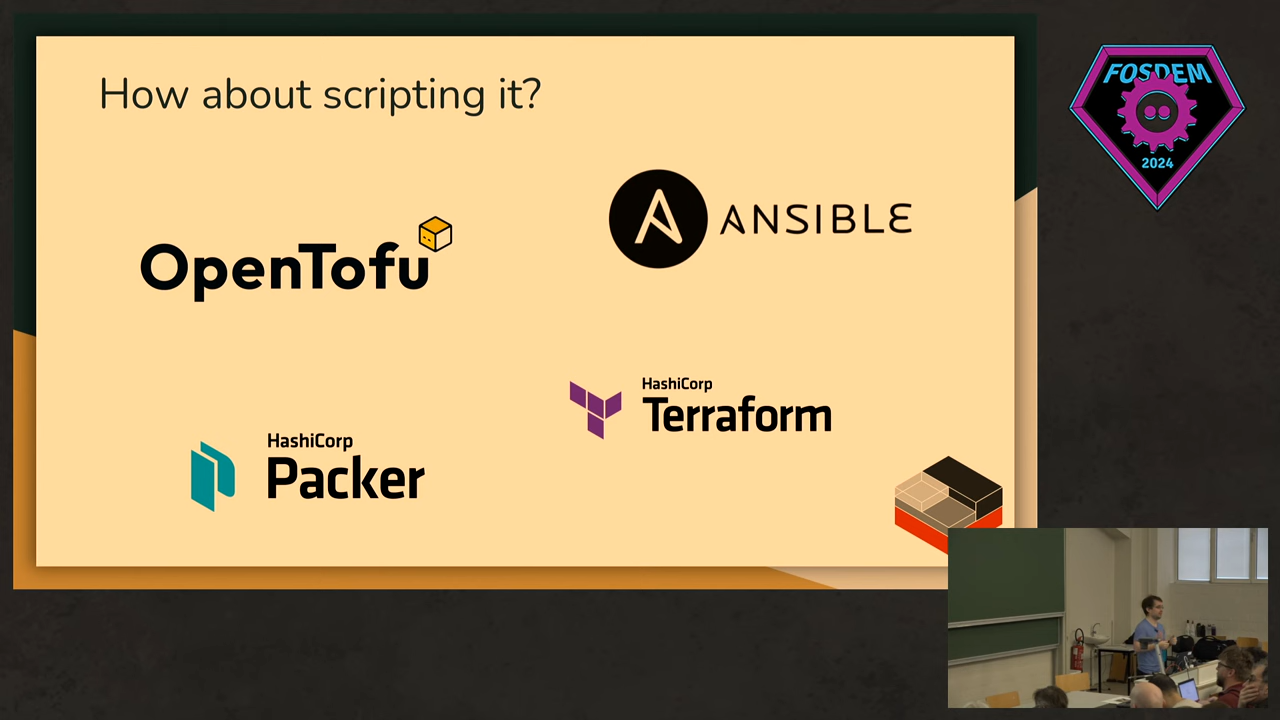 How about scripting it?
FOSDEM
2024
OpenTofu
ANSIBLE
HashiCorp
Terraform
HashiCorp
Packer